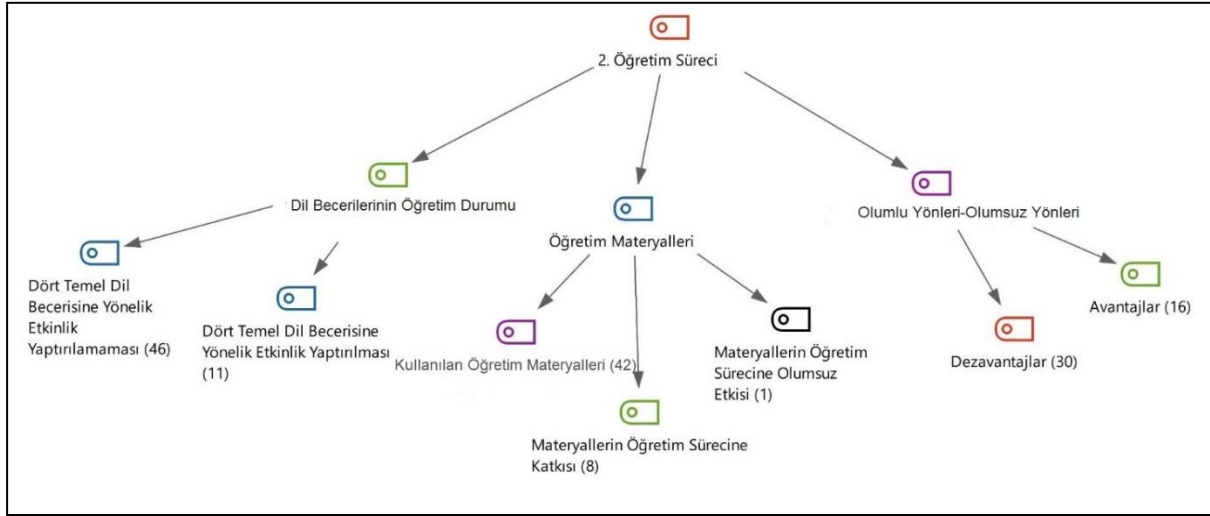 2. Öğretim Süreci
Dil Becerilerinin Öğretim Durumu
Öğretim Materyalleri
Olumlu Yönleri-Olumsuz Yönleri
Dört Temel Dil
Becerisine Yönelik
Etkinlik
Yaptırılamaması (46)
Dört Temel Dil Becerisine
Yönelik Etkinlik Yaptırılması
(11)
Kullanılan Öğretim Materyalleri (42)
Materyallerin Öğretim Sürecine
Katkısı (8)
Materyallerin Öğretim
Sürecine Olumsuz
Etkisi (1)
Dezavantajlar (30)
Avantajlar (16)